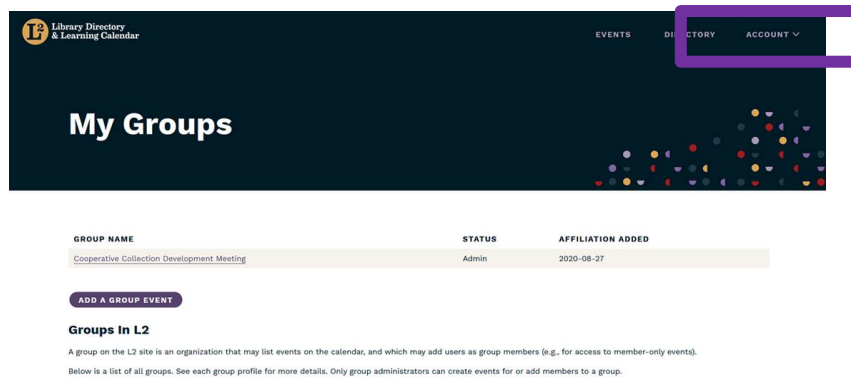 L2 Library Directory
& Learning Calendar
EVENTS DIRECTORY ACCOUNT
My Groups
GROUP NAME STATUS AFFILIATION ADDED
Cooperative Collection Development Meeting Admin 2020-08-27
ADD A GROUP EVENT
Groups In L2
A group on the L2 site is an organization that may list events on the calendar, and which may add users as group members (e.g., for access to member-only events).
Below is a list of all groups. See each group profile for more details. Only group administrators can create events for or add members to a group.